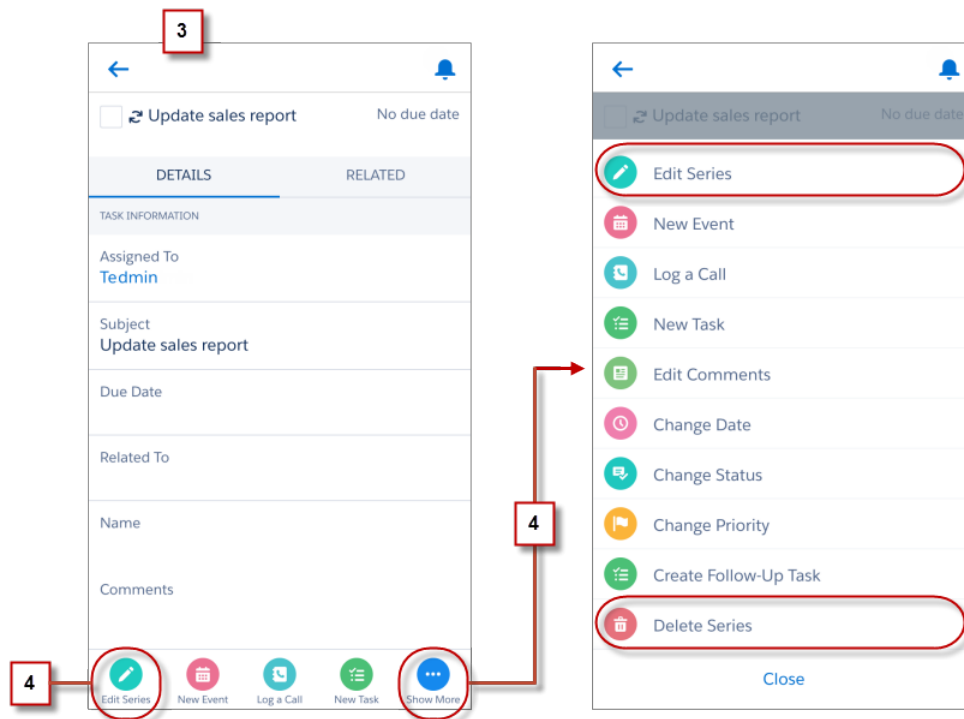 3
Update sales report No due date
DETAILS RELATED
TASK INFORMATION
Assigned To
Tedmin
Subject
Update sales report
Due Date
Related To
Name
Comments
4
Edit Series New Event Log a Call New Task Show More
4
Update sales report No due date
Edit Series
New Event
Log a Call
New Task
Edit Comments
Change Date
Change Status
Change Priority
Create Follow-Up Task
Delete Series
Close